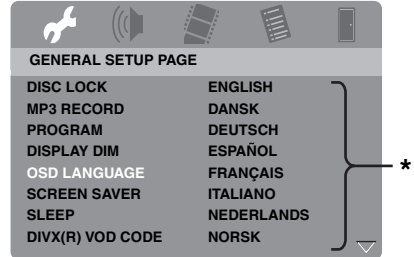 GENERAL SETUP PAGE
DISC LOCK ENGLISH
MP3 RECORD DANSK
PROGRAM DEUTSCH
DISPLAY DIM ESPAÑOL
OSD LANGUAGE FRANÇAIS *
SCREEN SAVER ITALIANO
SLEEP NEDERLANDS
DIVX(R) VOD CODE NORSK